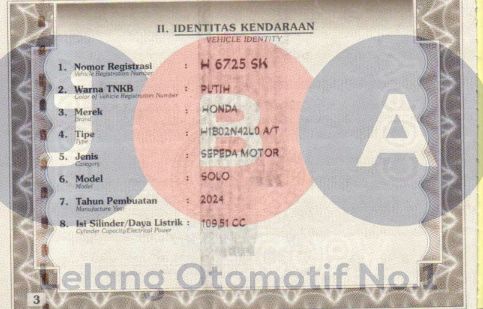 II. IDENTITAS KENDARAAN
VEHICLE IDENTITY
1. Nomor Registrasi : H 6725 SK
Vehicle Registration Number
2. Warna TNKB : PUTIH
Color of Vehicle Registration Number
3. Merek : HONDA
Brand
4. Tipe : H1B02N42L0 A/T
Type
5. Jenis : SEPEDA MOTOR
Category
6. Model : SOLO
Model
7. Tahun Pembuatan : 2024
Manufacture Year
8. Isi Silinder/Daya Listrik : 109,51 CC
Cylinder Capacity/Electrical Power
J B A
Lelang Otomotif No.1
3